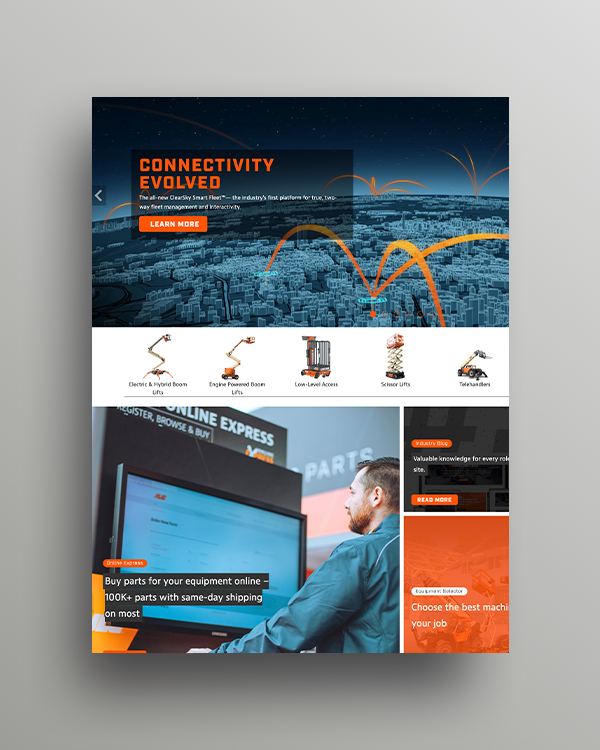 CONNECTIVITY
EVOLVED
The all-new ClearSky Smart Fleet™— the industry's first platform for true, two-
way fleet management and interactivity.
LEARN MORE
Electric & Hybrid Boom
Lifts
Engine Powered Boom
Lifts
Low-Level Access
Scissor Lifts
Telehandlers
ONLINE EXPRESS
REGISTER, BROWSE & BUY
PARTS
JLG
Online Express
Buy parts for your equipment online –
100K+ parts with same-day shipping
on most
Industry Blog
Valuable knowledge for every role
site.
READ MORE
Equipment Selector
Choose the best machi
your job